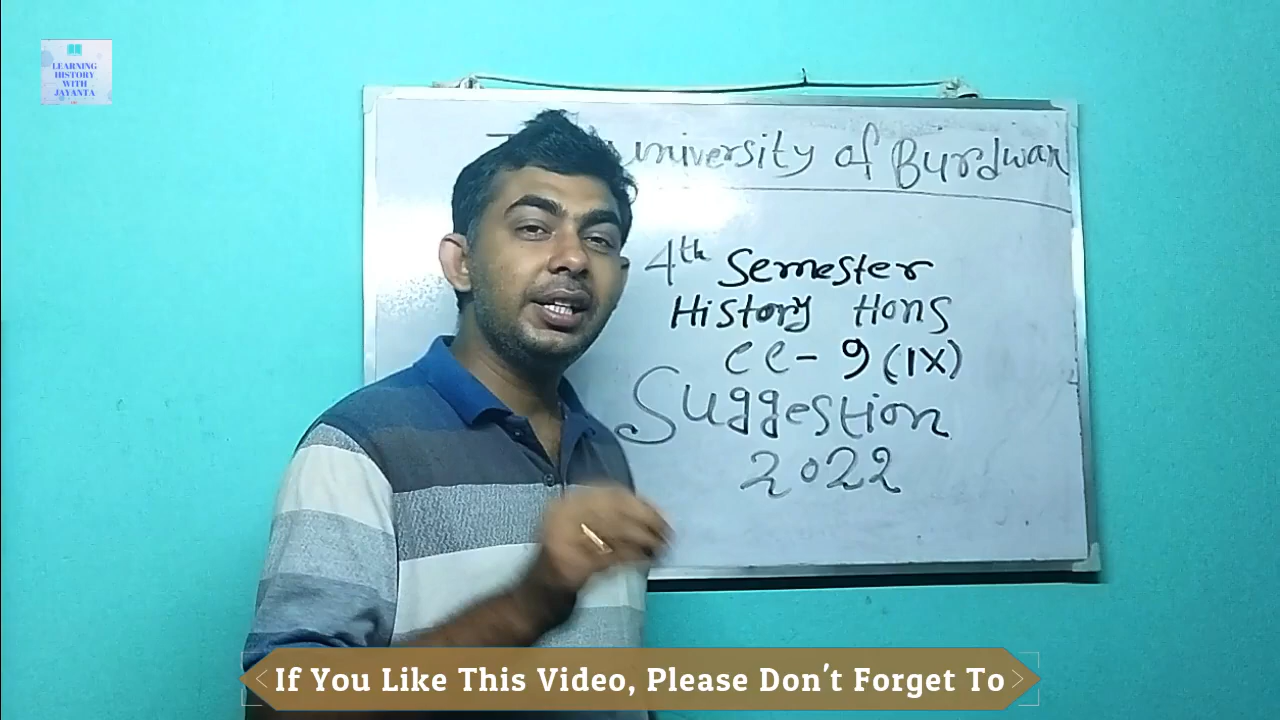 LEARNING
HISTORY
WITH
JAYANTA
University of Burdwan
4th Semester
History Hons
CC-9 (IX)
Suggestion
2022
If You Like This Video, Please Don't Forget To